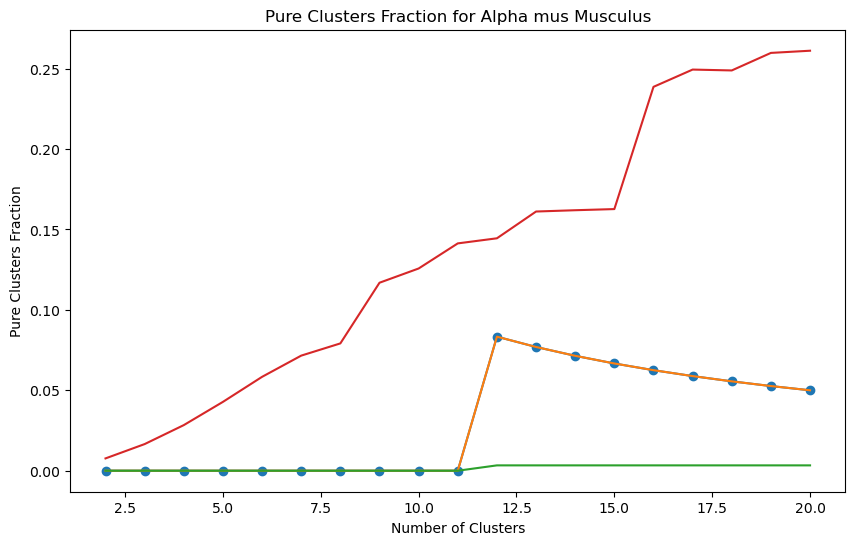 Pure Clusters Fraction for Alpha mus Musculus
0.25
0.20
0.15
0.10
0.05
0.00
Pure Clusters Fraction
2.5 5.0 7.5 10.0 12.5 15.0 17.5 20.0
Number of Clusters